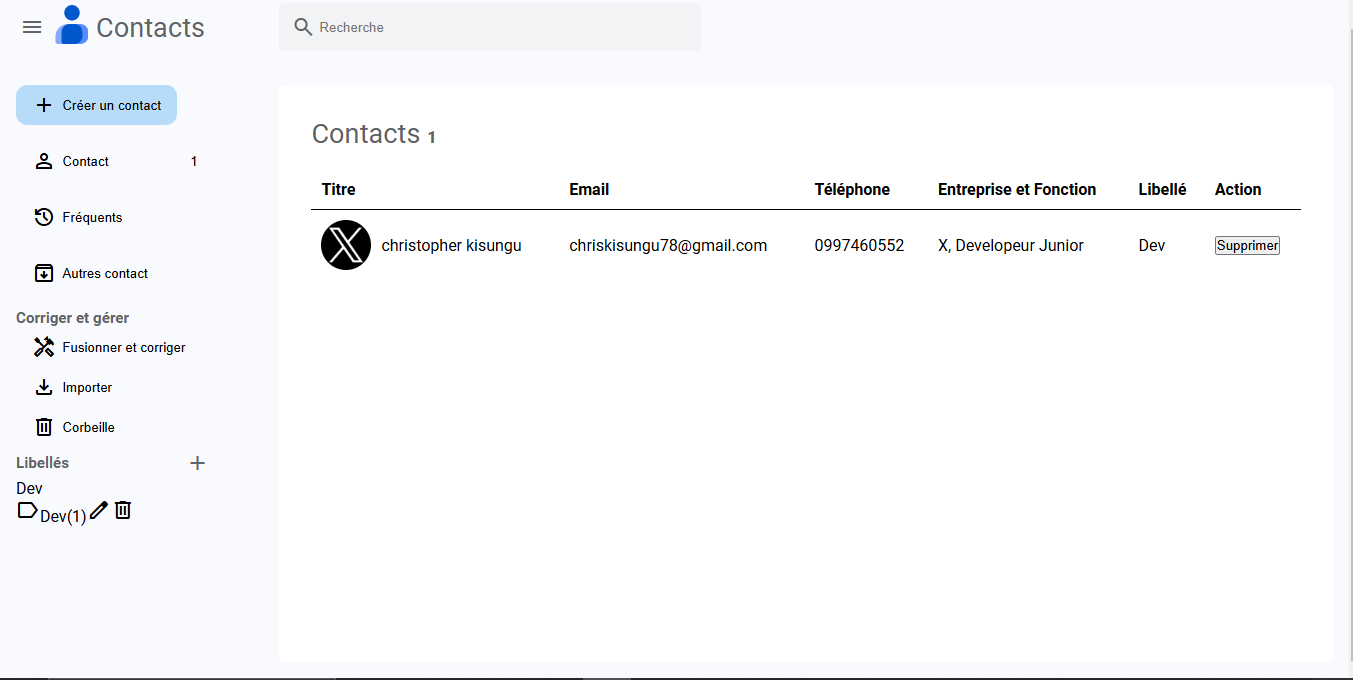 Contacts
Recherche
Créer un contact
Contact 1
Fréquents
Autres contact
Corriger et gérer
Fusionner et corriger
Importer
Corbeille
Libellés
Dev
Dev(1)
Contacts 1
Titre Email Téléphone Entreprise et Fonction Libellé Action
christopher kisungu chriskisungu78@gmail.com 0997460552 X, Developeur Junior Dev Supprimer